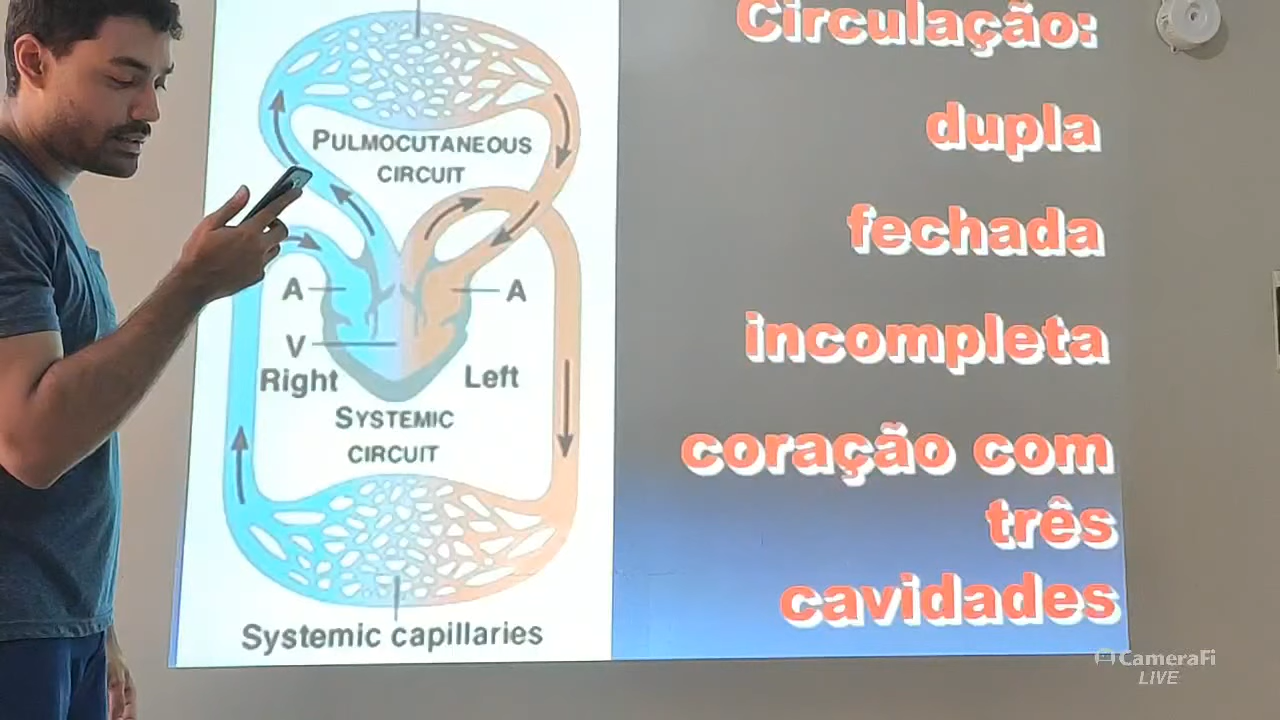 PULMOCUTANEOUS
CIRCUIT
A
A
V
Right
Left
SYSTEMIC
CIRCUIT
Systemic capillaries
Circulação:
dupla
fechada
incompleta
coração com
três
cavidades
CameraFi
LIVE